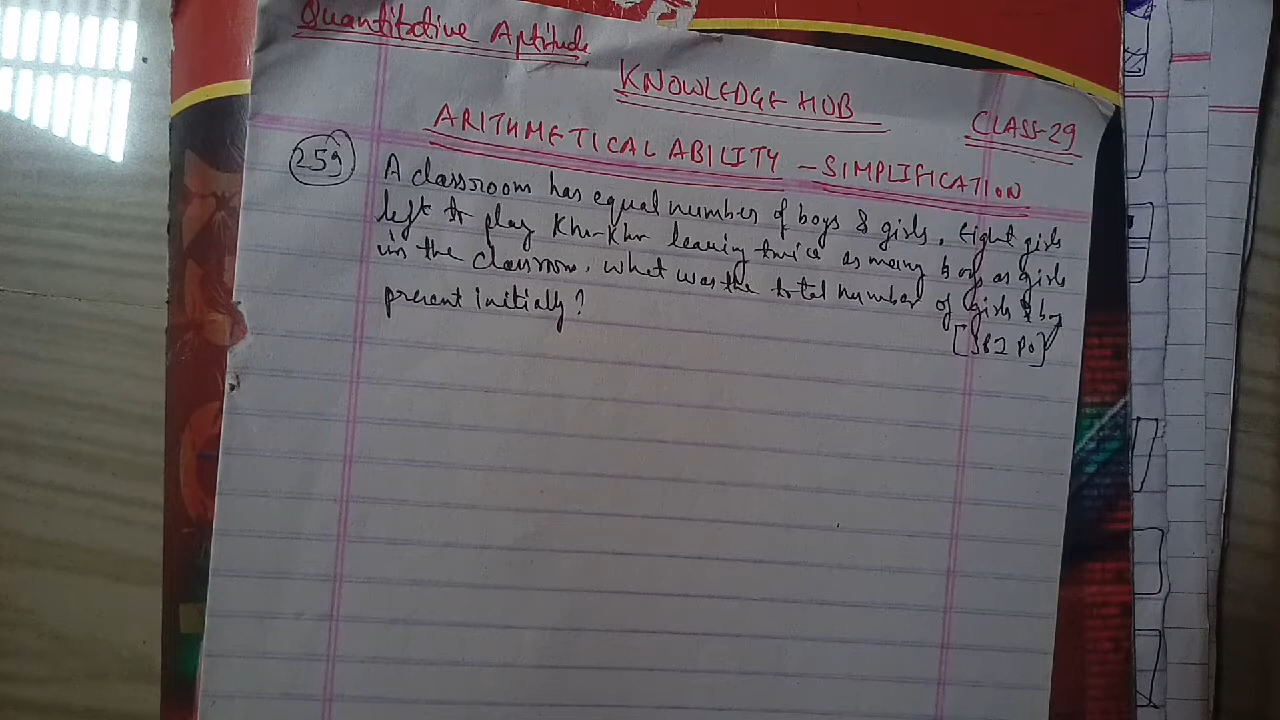 Quantitative Aptitude
KNOWLEDGE HUB
CLASS-29
ARITHMETICAL ABILITY - SIMPLIFICATION
259 A classroom has equal number of boys & girls. Eight girls
left to play Kho-Kho leaving twice as many boys as girls
in the classroom. What was the total number of girls & boys
present initially?
[SBI PO]